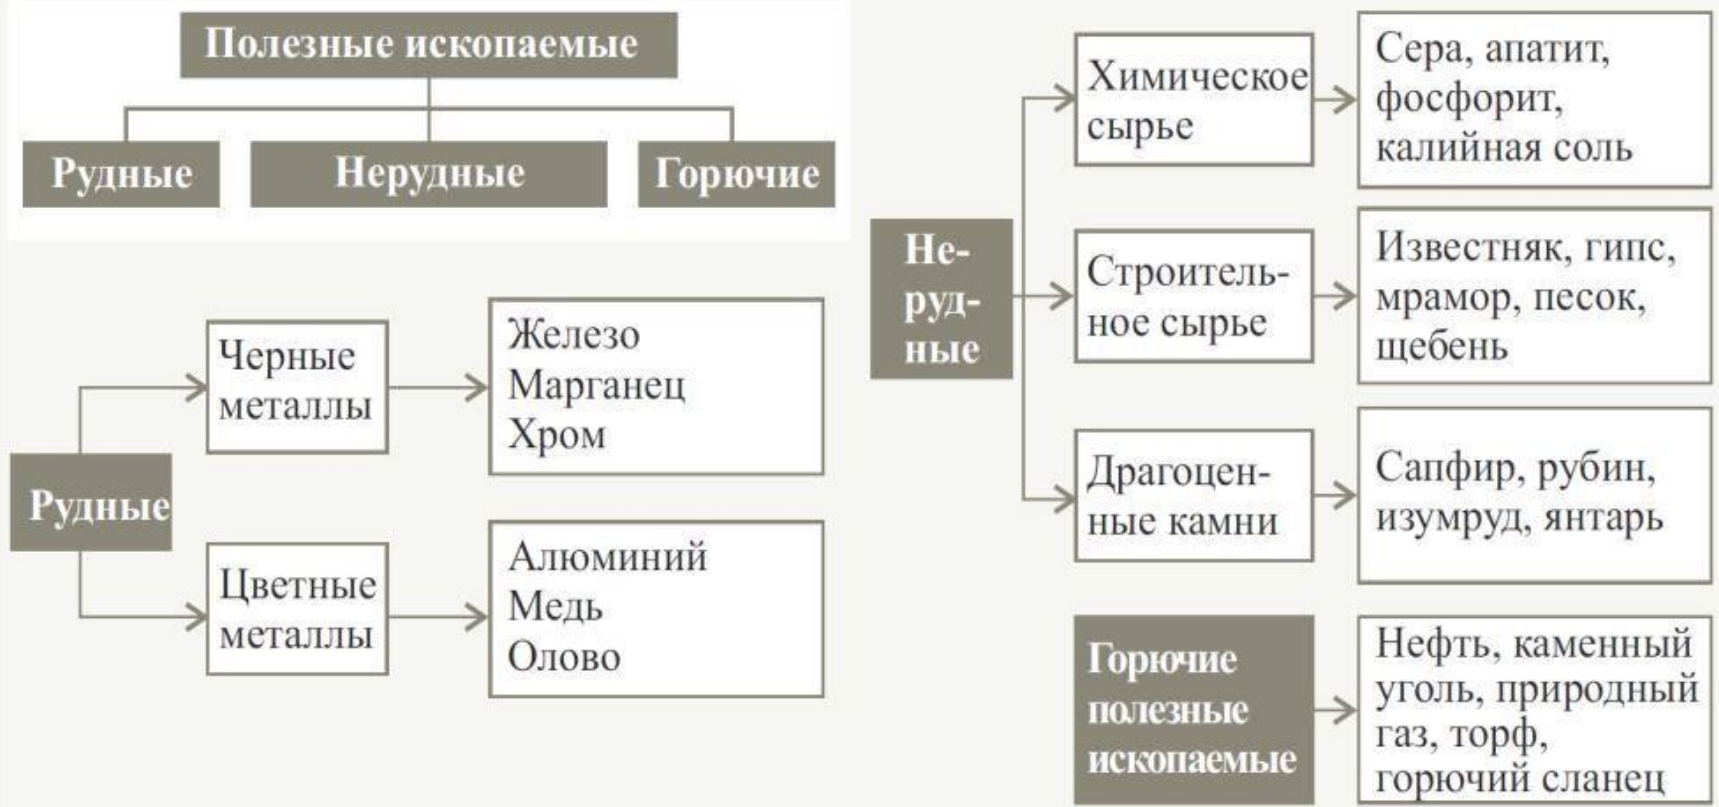 Полезные ископаемые
Рудные
Нерудные
Горючие
Рудные
Черные
металлы
Железо
Марганец
Хром
Цветные
металлы
Алюминий
Медь
Олово
Не-
руд-
ные
Химическое
сырье
Сера, апатит,
фосфорит,
калийная соль
Строитель-
ное сырье
Известняк, гипс,
мрамор, песок,
щебень
Драгоцен-
ные камни
Сапфир, рубин,
изумруд, янтарь
Горючие
полезные
ископаемые
Нефть, каменный
уголь, природный
газ, торф,
горючий сланец